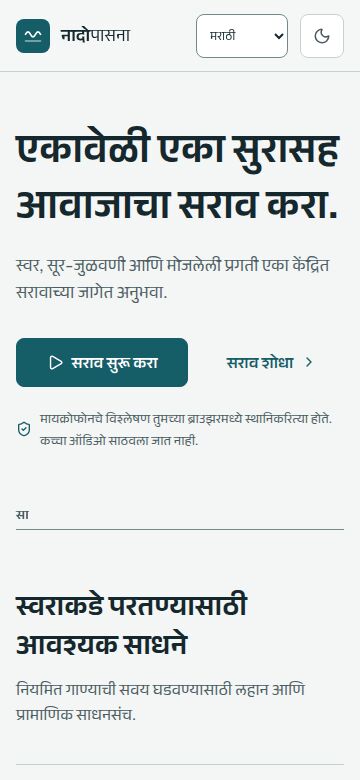 नादोपासना
मराठी
एकावेळी एका सुरासह
आवाजाचा सराव करा.
स्वर, सूर-जुळवणी आणि मोजलेली प्रगती एका केंद्रित
सरावाच्या जागेत अनुभवा.
सराव सुरू करा
सराव शोधा
मायक्रोफोनचे विश्लेषण तुमच्या ब्राउझरमध्ये स्थानिकरित्या होते.
कच्चा ऑडिओ साठवला जात नाही.
सा
स्वराकडे परतण्यासाठी
आवश्यक साधने
नियमित गाण्याची सवय घडवण्यासाठी लहान आणि
प्रामाणिक साधनसंच.